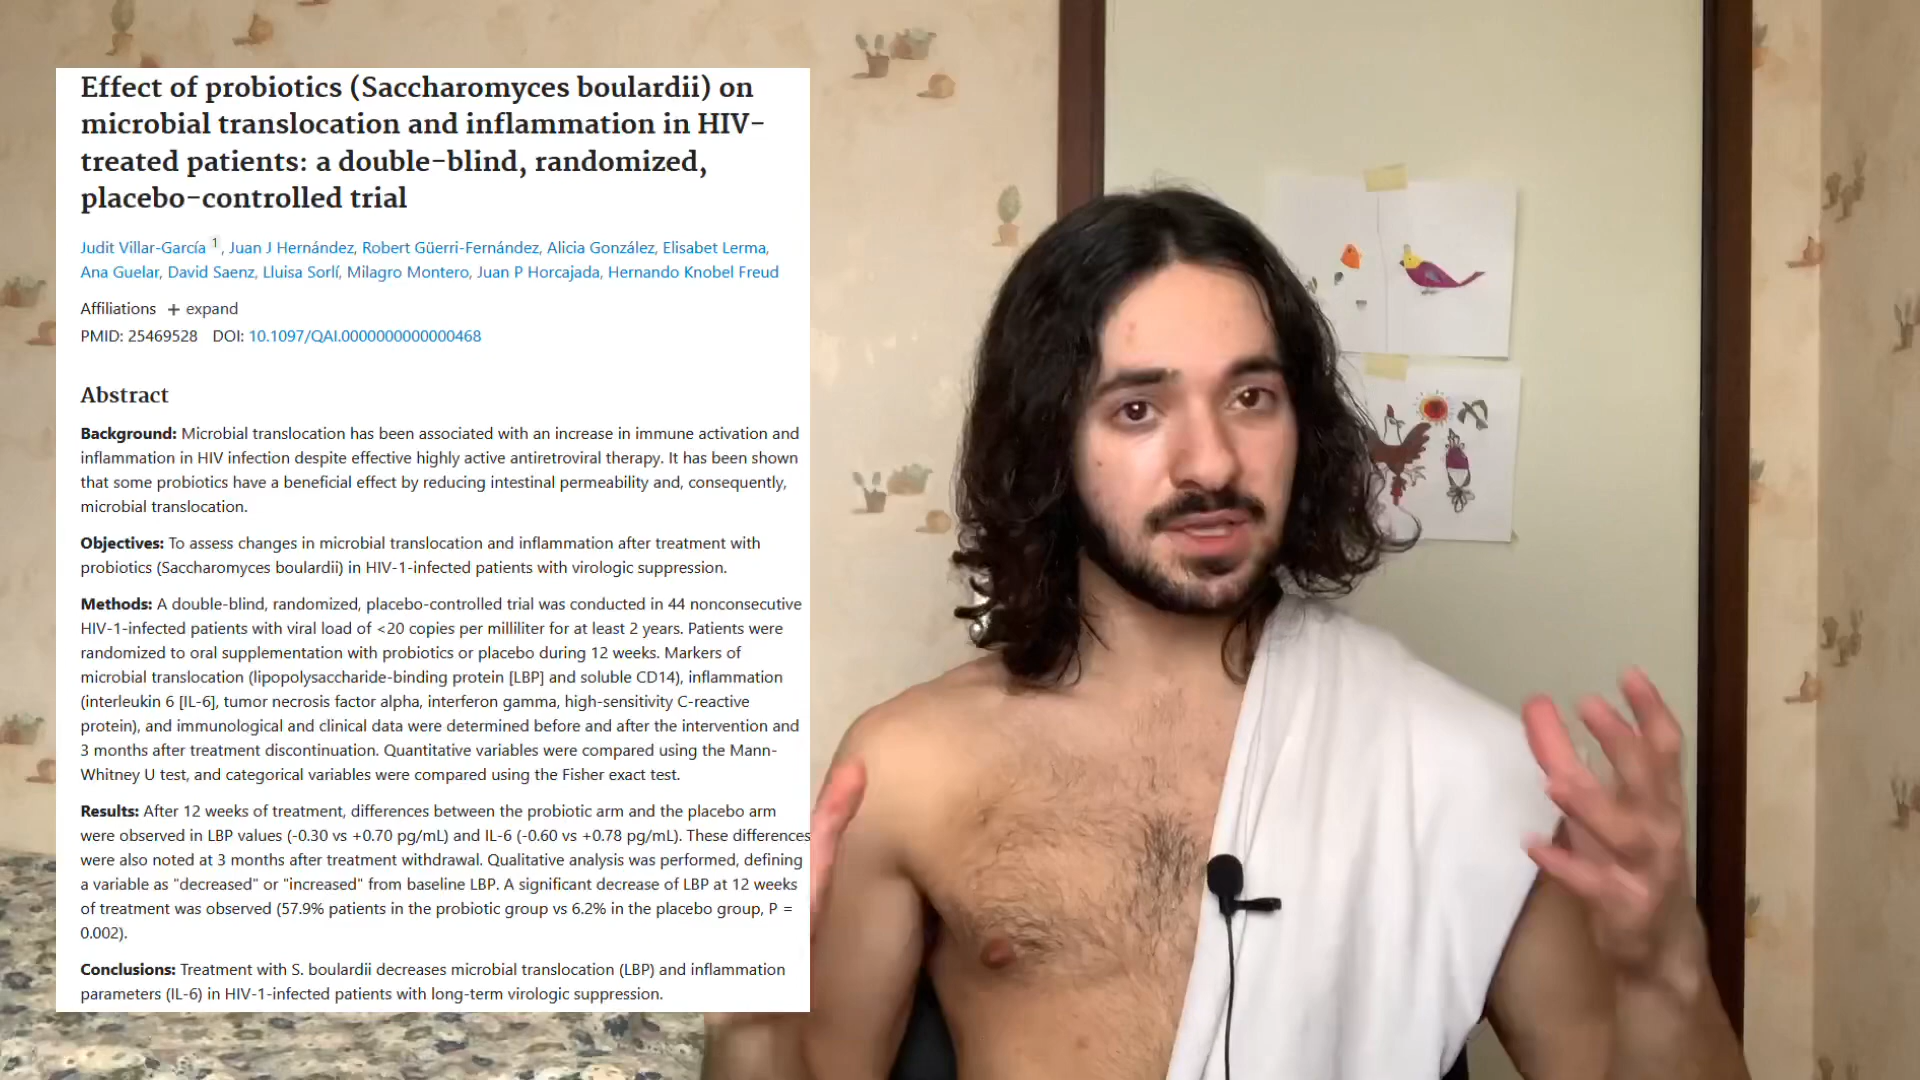 Effect of probiotics (Saccharomyces boulardii) on
microbial translocation and inflammation in HIV-
treated patients: a double-blind, randomized,
placebo-controlled trial
Judit Villar-García 1, Juan J Hernández, Robert Güerri-Fernández, Alicia González, Elisabet Lerma,
Ana Guelar, David Saenz, Lluisa Sorlí, Milagro Montero, Juan P Horcajada, Hernando Knobel Freud
Affiliations + expand
PMID: 25469528 DOI: 10.1097/QAI.0000000000000468
Abstract
Background: Microbial translocation has been associated with an increase in immune activation and
inflammation in HIV infection despite effective highly active antiretroviral therapy. It has been shown
that some probiotics have a beneficial effect by reducing intestinal permeability and, consequently,
microbial translocation.
Objectives: To assess changes in microbial translocation and inflammation after treatment with
probiotics (Saccharomyces boulardii) in HIV-1-infected patients with virologic suppression.
Methods: A double-blind, randomized, placebo-controlled trial was conducted in 44 nonconsecutive
HIV-1-infected patients with viral load of <20 copies per milliliter for at least 2 years. Patients were
randomized to oral supplementation with probiotics or placebo during 12 weeks. Markers of
microbial translocation (lipopolysaccharide-binding protein [LBP] and soluble CD14), inflammation
(interleukin 6 [IL-6], tumor necrosis factor alpha, interferon gamma, high-sensitivity C-reactive
protein), and immunological and clinical data were determined before and after the intervention and
3 months after treatment discontinuation. Quantitative variables were compared using the Mann-
Whitney U test, and categorical variables were compared using the Fisher exact test.
Results: After 12 weeks of treatment, differences between the probiotic arm and the placebo arm
were observed in LBP values (-0.30 vs +0.70 pg/mL) and IL-6 (-0.60 vs +0.78 pg/mL). These differences
were also noted at 3 months after treatment withdrawal. Qualitative analysis was performed, defining
a variable as "decreased" or "increased" from baseline LBP. A significant decrease of LBP at 12 weeks
of treatment was observed (57.9% patients in the probiotic group vs 6.2% in the placebo group, P =
0.002).
Conclusions: Treatment with S. boulardii decreases microbial translocation (LBP) and inflammation
parameters (IL-6) in HIV-1-infected patients with long-term virologic suppression.